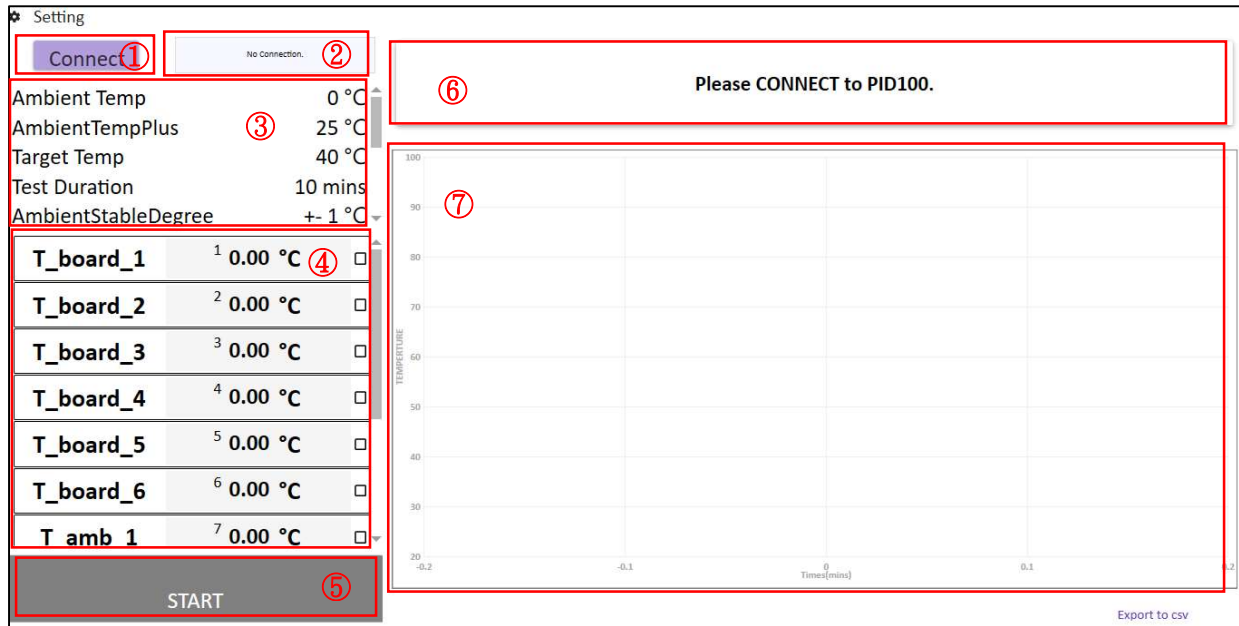 Setting
Connect ①
No Connection. ②
Ambient Temp 0 °C
AmbientTempPlus ③ 25 °C
Target Temp 40 °C
Test Duration 10 mins
AmbientStableDegree +- 1 °C
T_board_1 1 0.00 °C ④
T_board_2 2 0.00 °C
T_board_3 3 0.00 °C
T_board_4 4 0.00 °C
T_board_5 5 0.00 °C
T_board_6 6 0.00 °C
T_amb_1 7 0.00 °C
START ⑤
⑥ Please CONNECT to PID100.
⑦
100
90
80
70
60
50
40
30
20
TEMPERTURE
-0.2 -0.1 0 0.1 0.2
Times[mins]
Export to csv